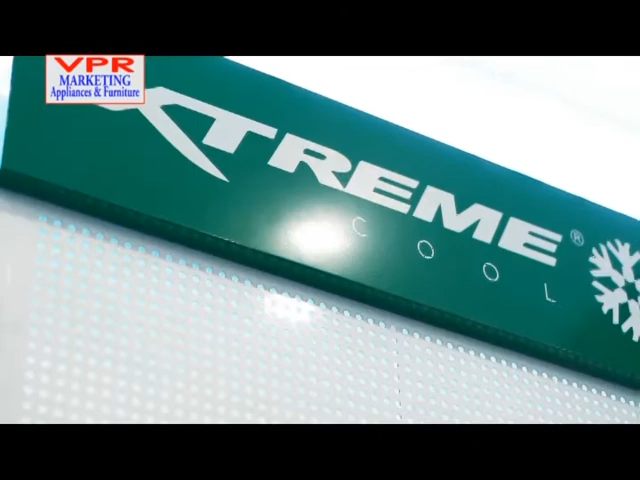 VPR
MARKETING
Appliances & Furniture
XTREME®
COOL